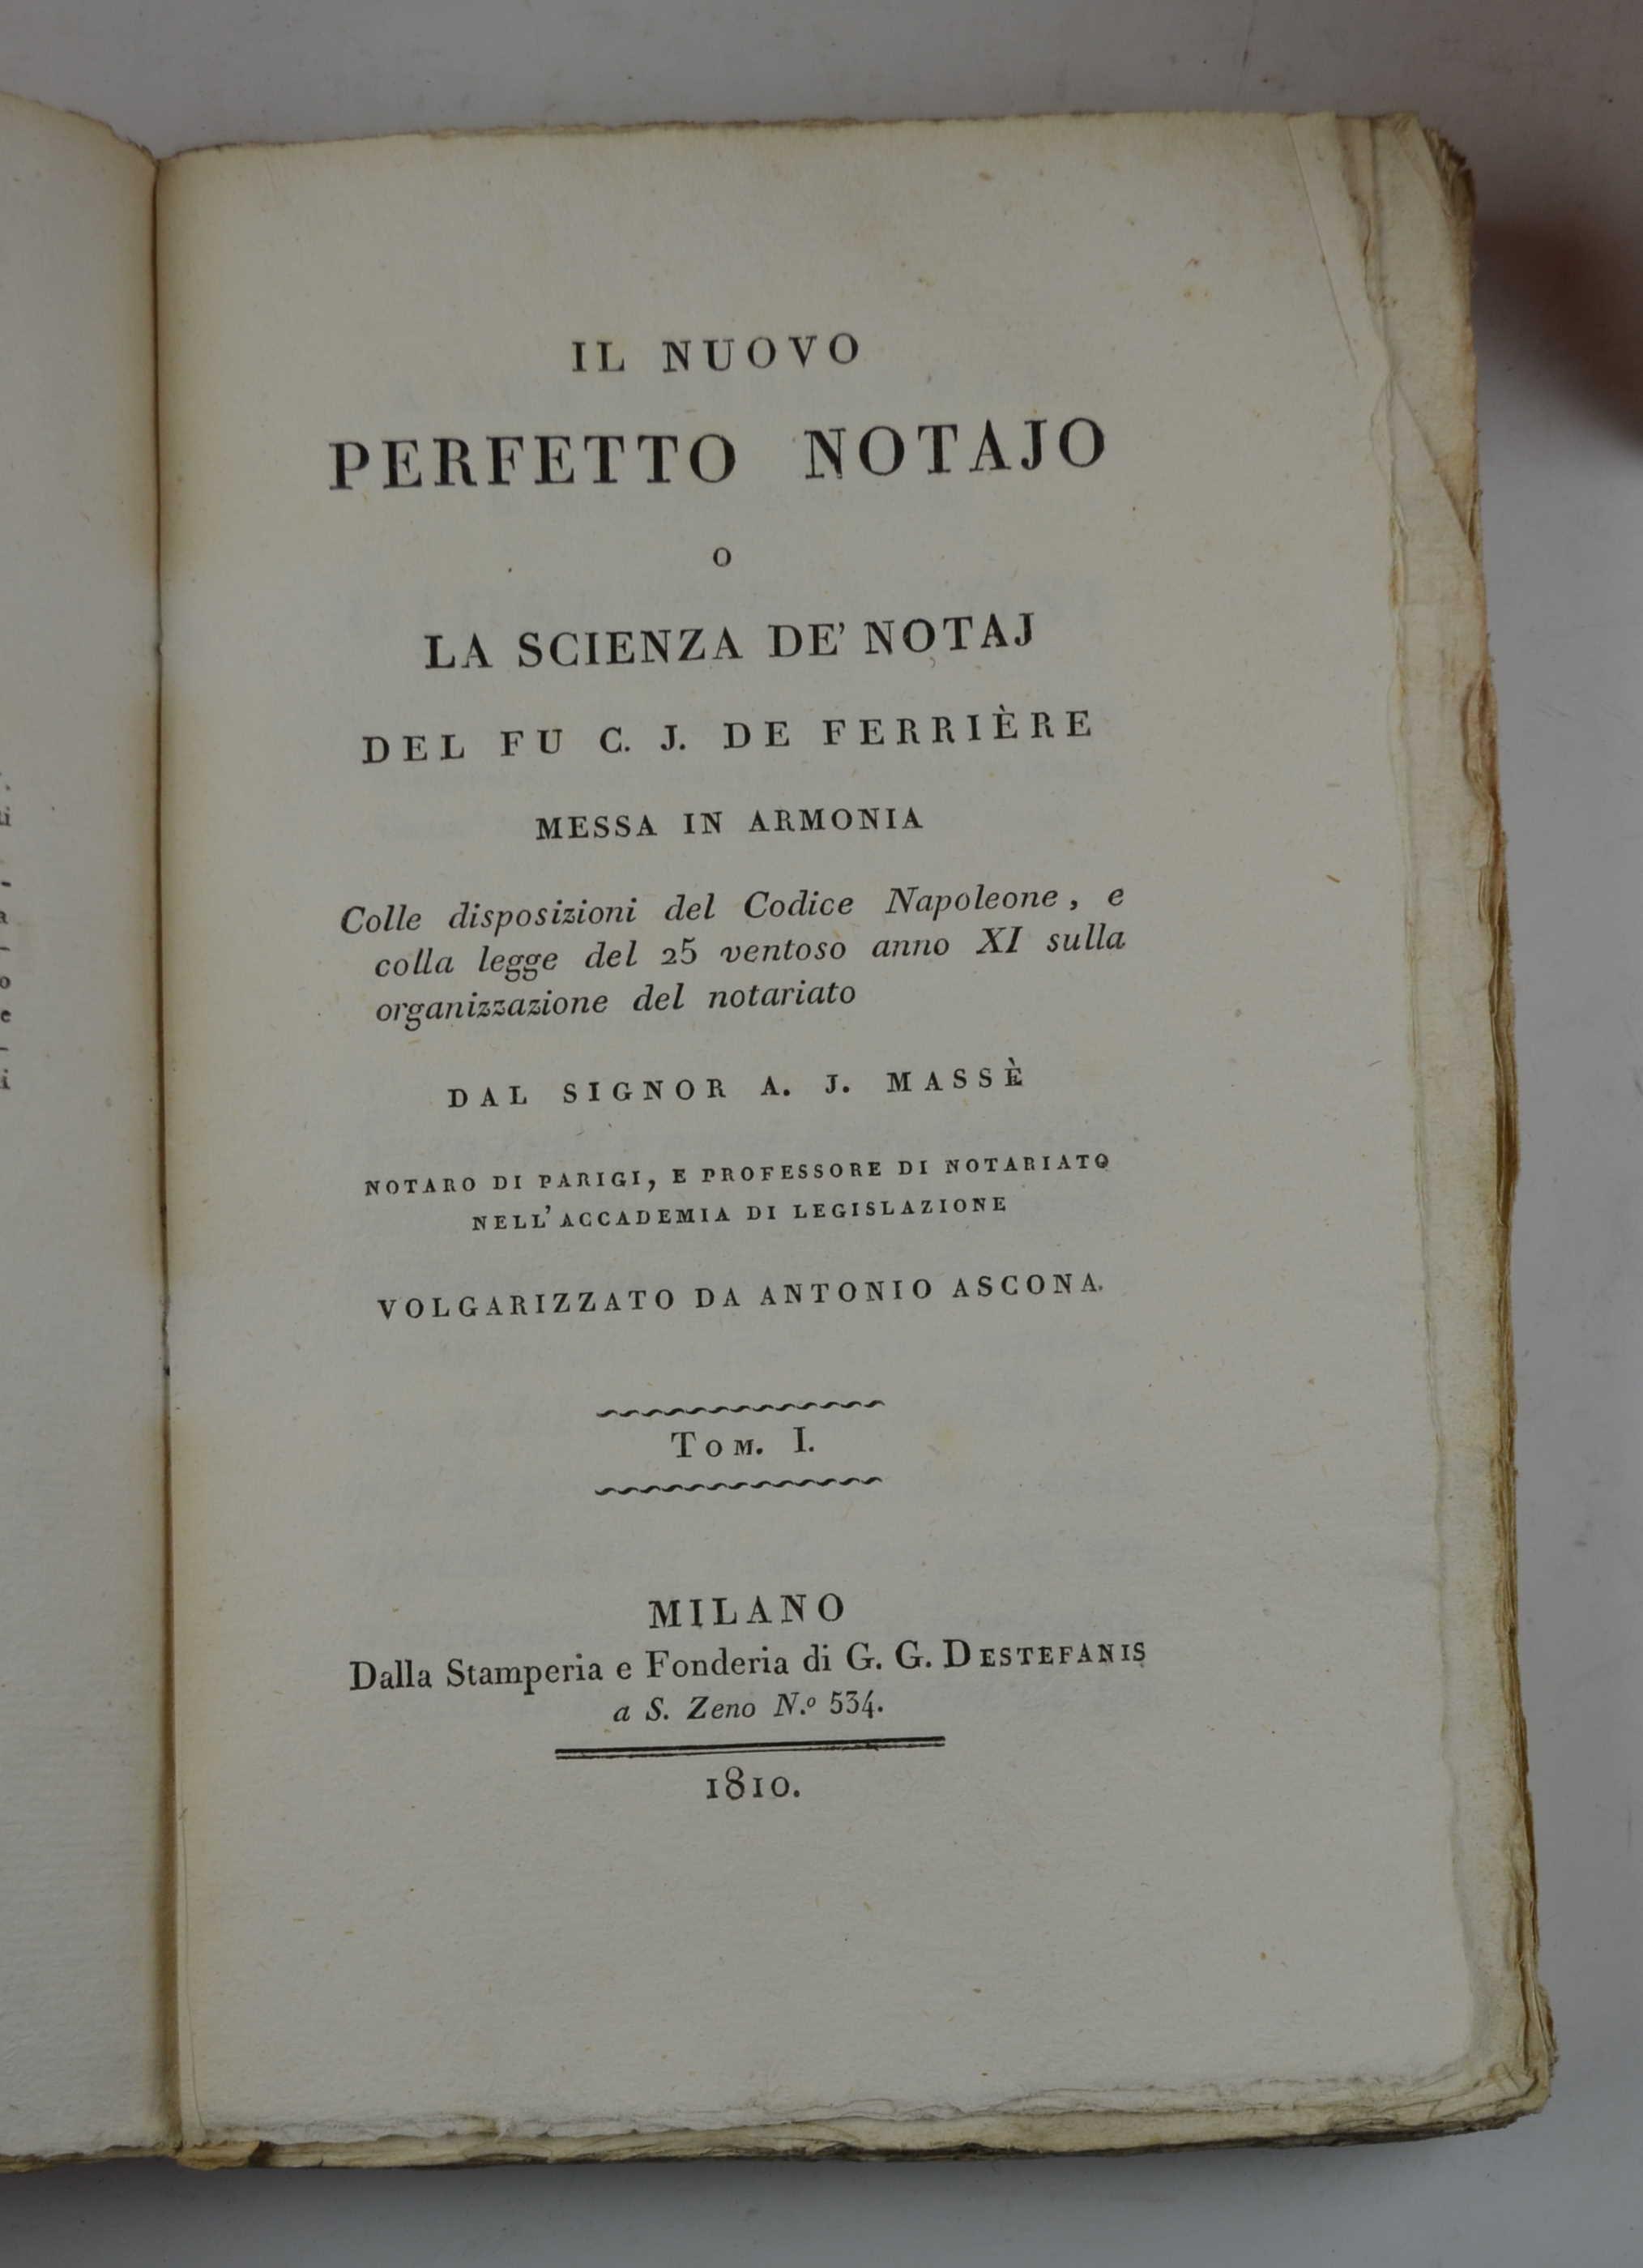 IL NUOVO
PERFETTO NOTAJO
O
LA SCIENZA DE' NOTAJ
DEL FU C. J. DE FERRIÈRE
MESSA IN ARMONIA
Colle disposizioni del Codice Napoleone, e
colla legge del 25 ventoso anno XI sulla
organizzazione del notariato
DAL SIGNOR A. J. MASSÈ
NOTARO DI PARIGI, E PROFESSORE DI NOTARIATO
NELL'ACCADEMIA DI LEGISLAZIONE
VOLGARIZZATO DA ANTONIO ASCONA.
TOM. I.
MILANO
Dalla Stamperia e Fonderia di G. G. DESTEFANIS
a S. Zeno N.º 534.
1810.